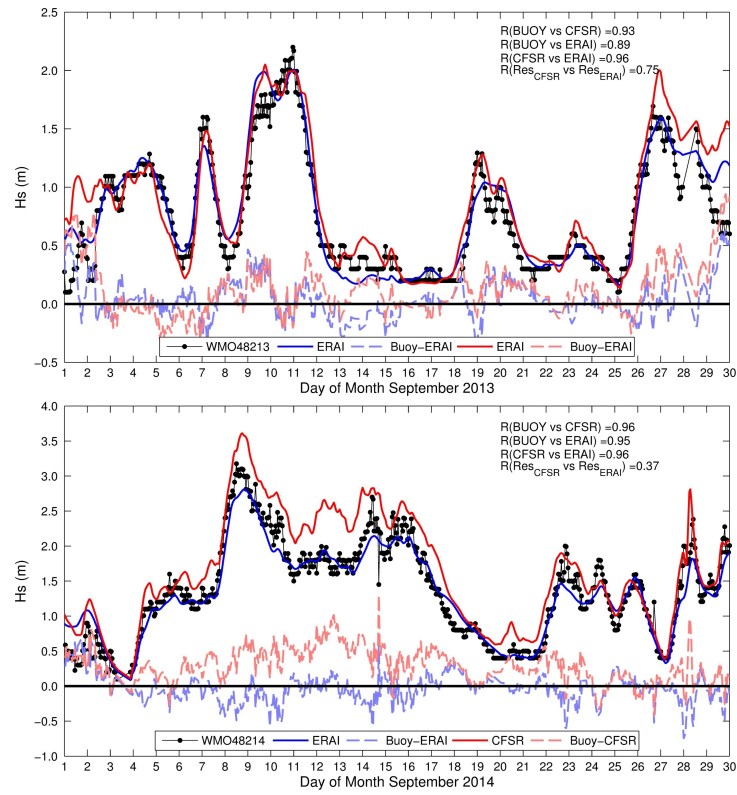 R(BUOY vs CFSR) =0.93
R(BUOY vs ERAI) =0.89
R(CFSR vs ERAI) =0.96
R(Res_CFSR vs Res_ERAI) =0.75
Hs (m)
2.5
2.0
1.5
1.0
0.5
0.0
−0.5
WMO48213 ERAI Buoy−ERAI ERAI Buoy−ERAI
1 2 3 4 5 6 7 8 9 10 11 12 13 14 15 16 17 18 19 20 21 22 23 24 25 26 27 28 29 30
Day of Month September 2013
R(BUOY vs CFSR) =0.96
R(BUOY vs ERAI) =0.95
R(CFSR vs ERAI) =0.96
R(Res_CFSR vs Res_ERAI) =0.37
Hs (m)
4.0
3.5
3.0
2.5
2.0
1.5
1.0
0.5
0.0
−0.5
−1.0
WMO48214 ERAI Buoy−ERAI CFSR Buoy−CFSR
1 2 3 4 5 6 7 8 9 10 11 12 13 14 15 16 17 18 19 20 21 22 23 24 25 26 27 28 29 30
Day of Month September 2014